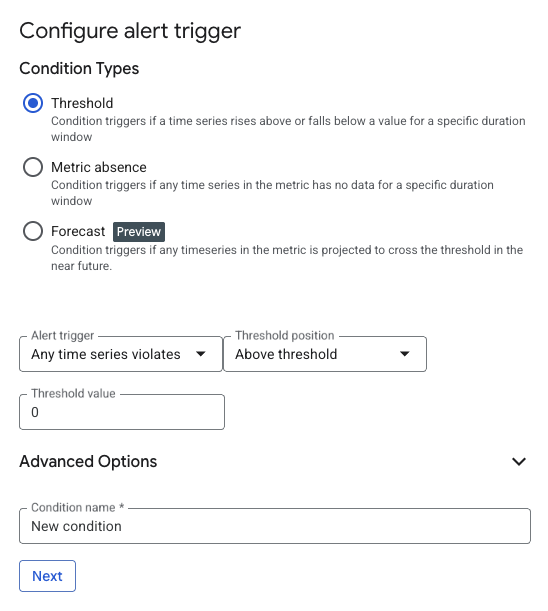 Configure alert trigger
Condition Types
Threshold
Condition triggers if a time series rises above or falls below a value for a specific duration
window
Metric absence
Condition triggers if any time series in the metric has no data for a specific duration
window
Forecast Preview
Condition triggers if any timeseries in the metric is projected to cross the threshold in the
near future.
Alert trigger Threshold position
Any time series violates Above threshold
Threshold value
0
Advanced Options
Condition name *
New condition
Next